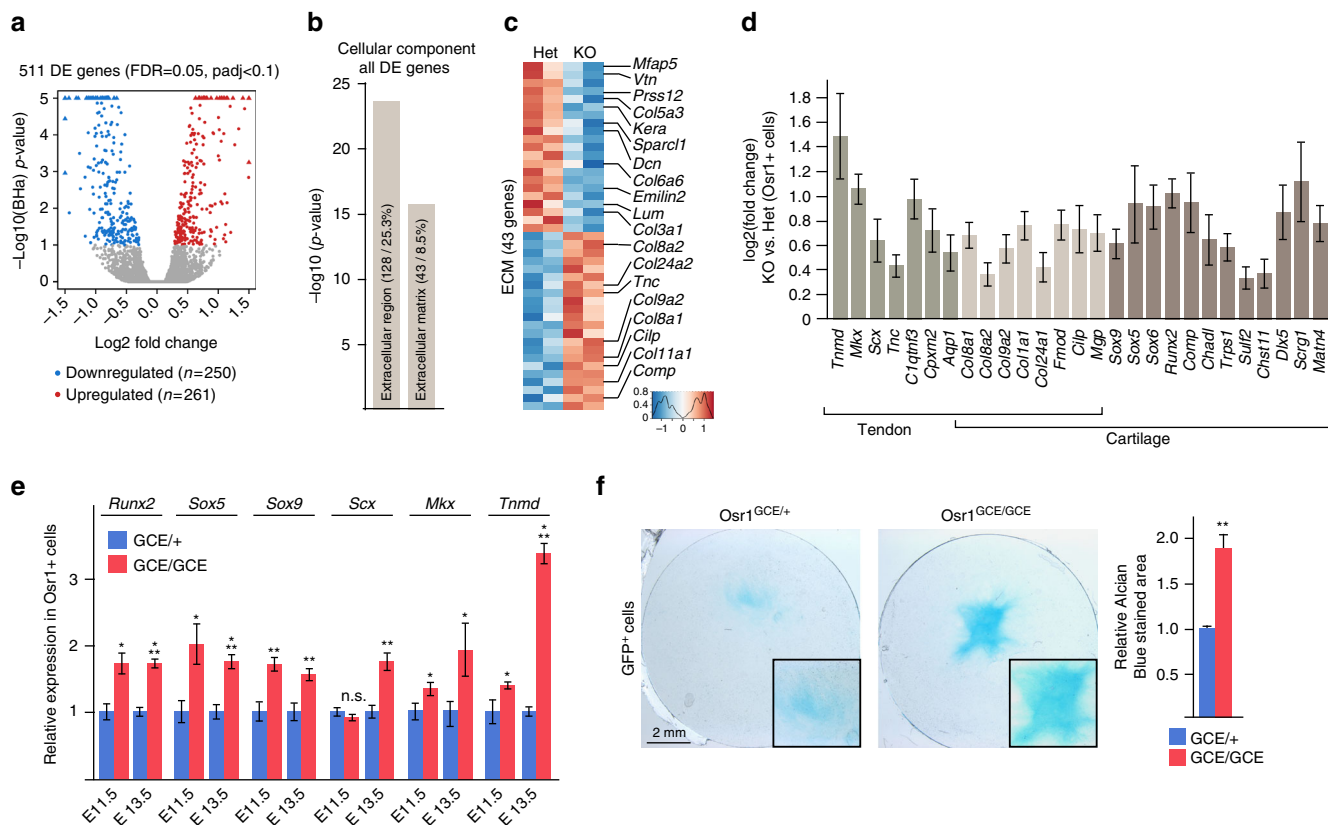 a
511 DE genes (FDR=0.05, padj<0.1)
−Log10(BHa) p-value)
5
4
3
2
1
0
−1.5
−1.0
−0.5
0.0
0.5
1.0
1.5
Log2 fold change
Downregulated (n=250)
Upregulated (n=261)
b
Cellular component
all DE genes
−log10 (p-value)
25
20
15
10
5
Extracellular region (128 / 25.3%)
Extracellular matrix (43 / 8.5%)
c
Het KO
ECM (43 genes)
Mfap5
Vtn
Prss12
Col5a3
Kera
Sparcl1
Dcn
Col6a6
Emilin2
Lum
Col3a1
Col8a2
Col24a2
Tnc
Col9a2
Col8a1
Cilp
Col11a1
Comp
0.8
0.4
0
−1 0 1
d
log2(fold change)
KO vs. Het (Osr1+ cells)
1.8
1.6
1.4
1.2
1.0
0.8
0.6
0.4
0.2
0
Tnmd
Mkx
Scx
Tnc
C1qtnf3
Cpxm2
Aqp1
Col8a1
Col8a2
Col9a2
Col1a1
Col24a1
Fmod
Cilp
Mgp
Sox9
Sox5
Sox6
Runx2
Comp
Chadl
Trps1
Sulf2
Chst11
Dlx5
Scrg1
Matn4
Tendon
Cartilage
e
Relative expression in Osr1+ cells
Runx2 Sox5 Sox9 Scx Mkx Tnmd
GCE/+
GCE/GCE
3
2
1
*
*
**
*
*
**
**
**
n.s.
**
*
*
*
*
**
E11.5
E 13.5
E11.5
E 13.5
E11.5
E 13.5
E11.5
E 13.5
E11.5
E 13.5
E11.5
E 13.5
f
Osr1GCE/+
Osr1GCE/GCE
GFP+ cells
2 mm
Relative Alcian
Blue stained area
2.0
1.5
1.0
0.5
**
GCE/+
GCE/GCE